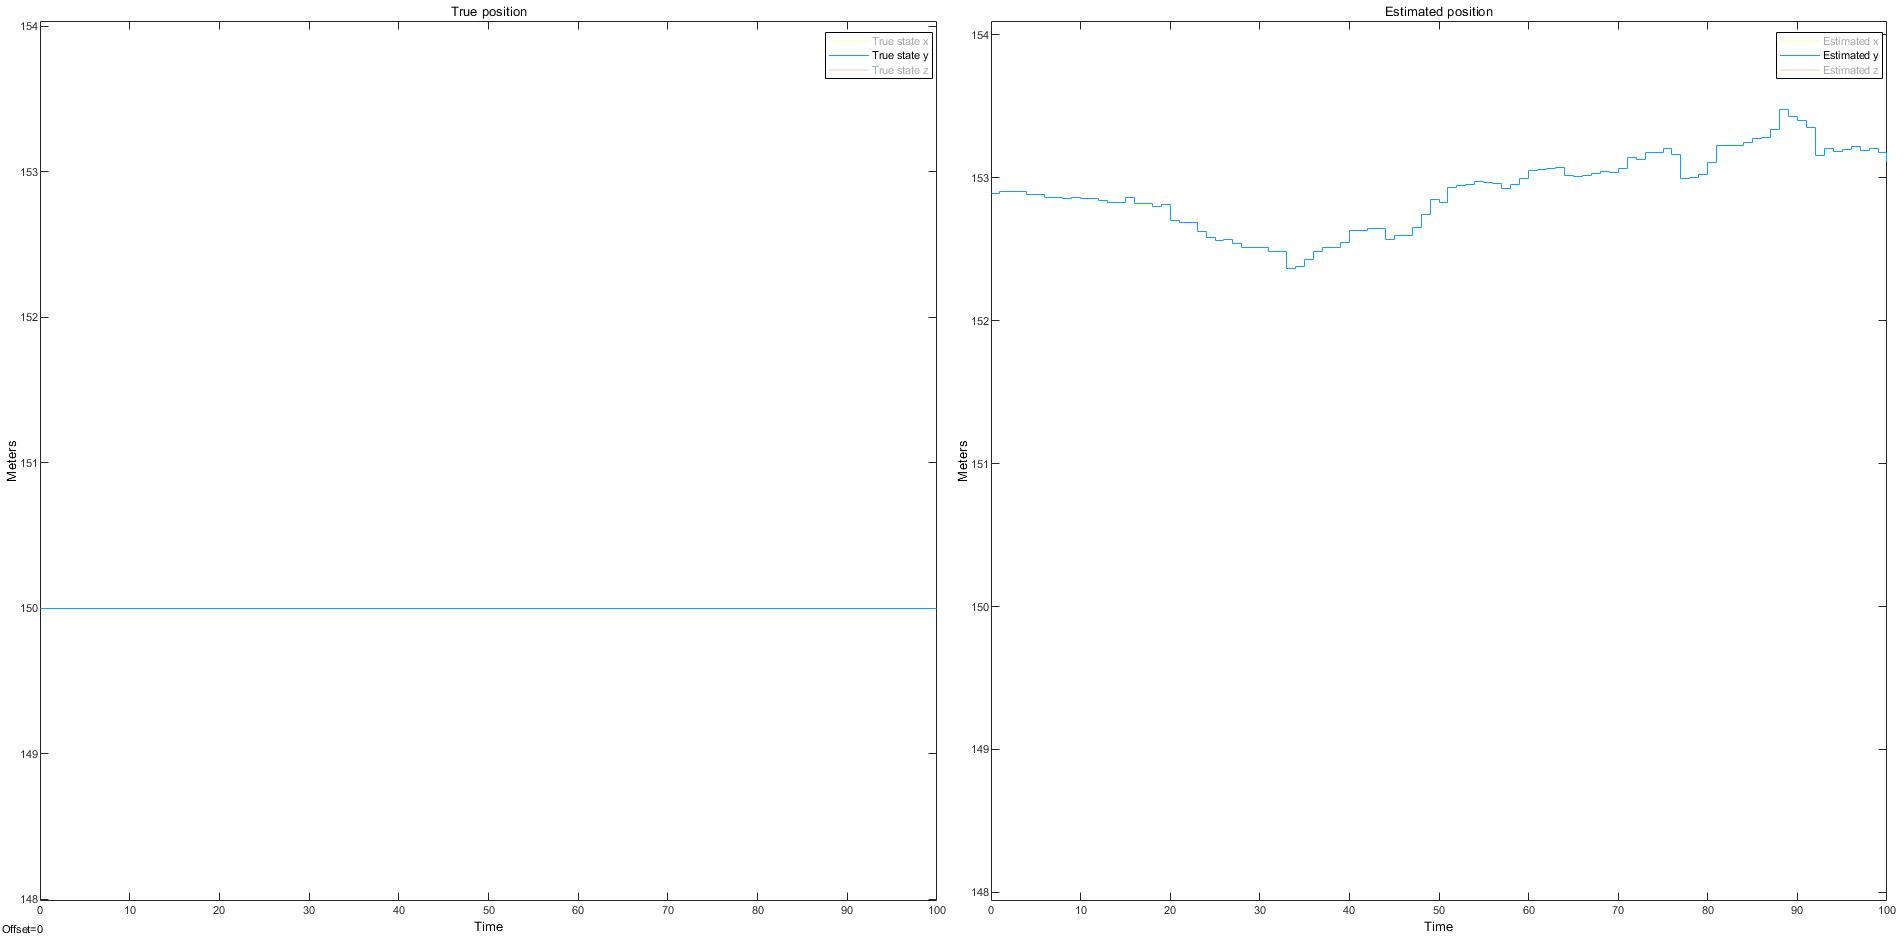 True position
True state x
True state y
True state z
154
153
152
151
150
149
148
Meters
0 10 20 30 40 50 60 70 80 90 100
Time
Offset=0
Estimated position
Estimated x
Estimated y
Estimated z
154
153
152
151
150
149
148
Meters
0 10 20 30 40 50 60 70 80 90 100
Time